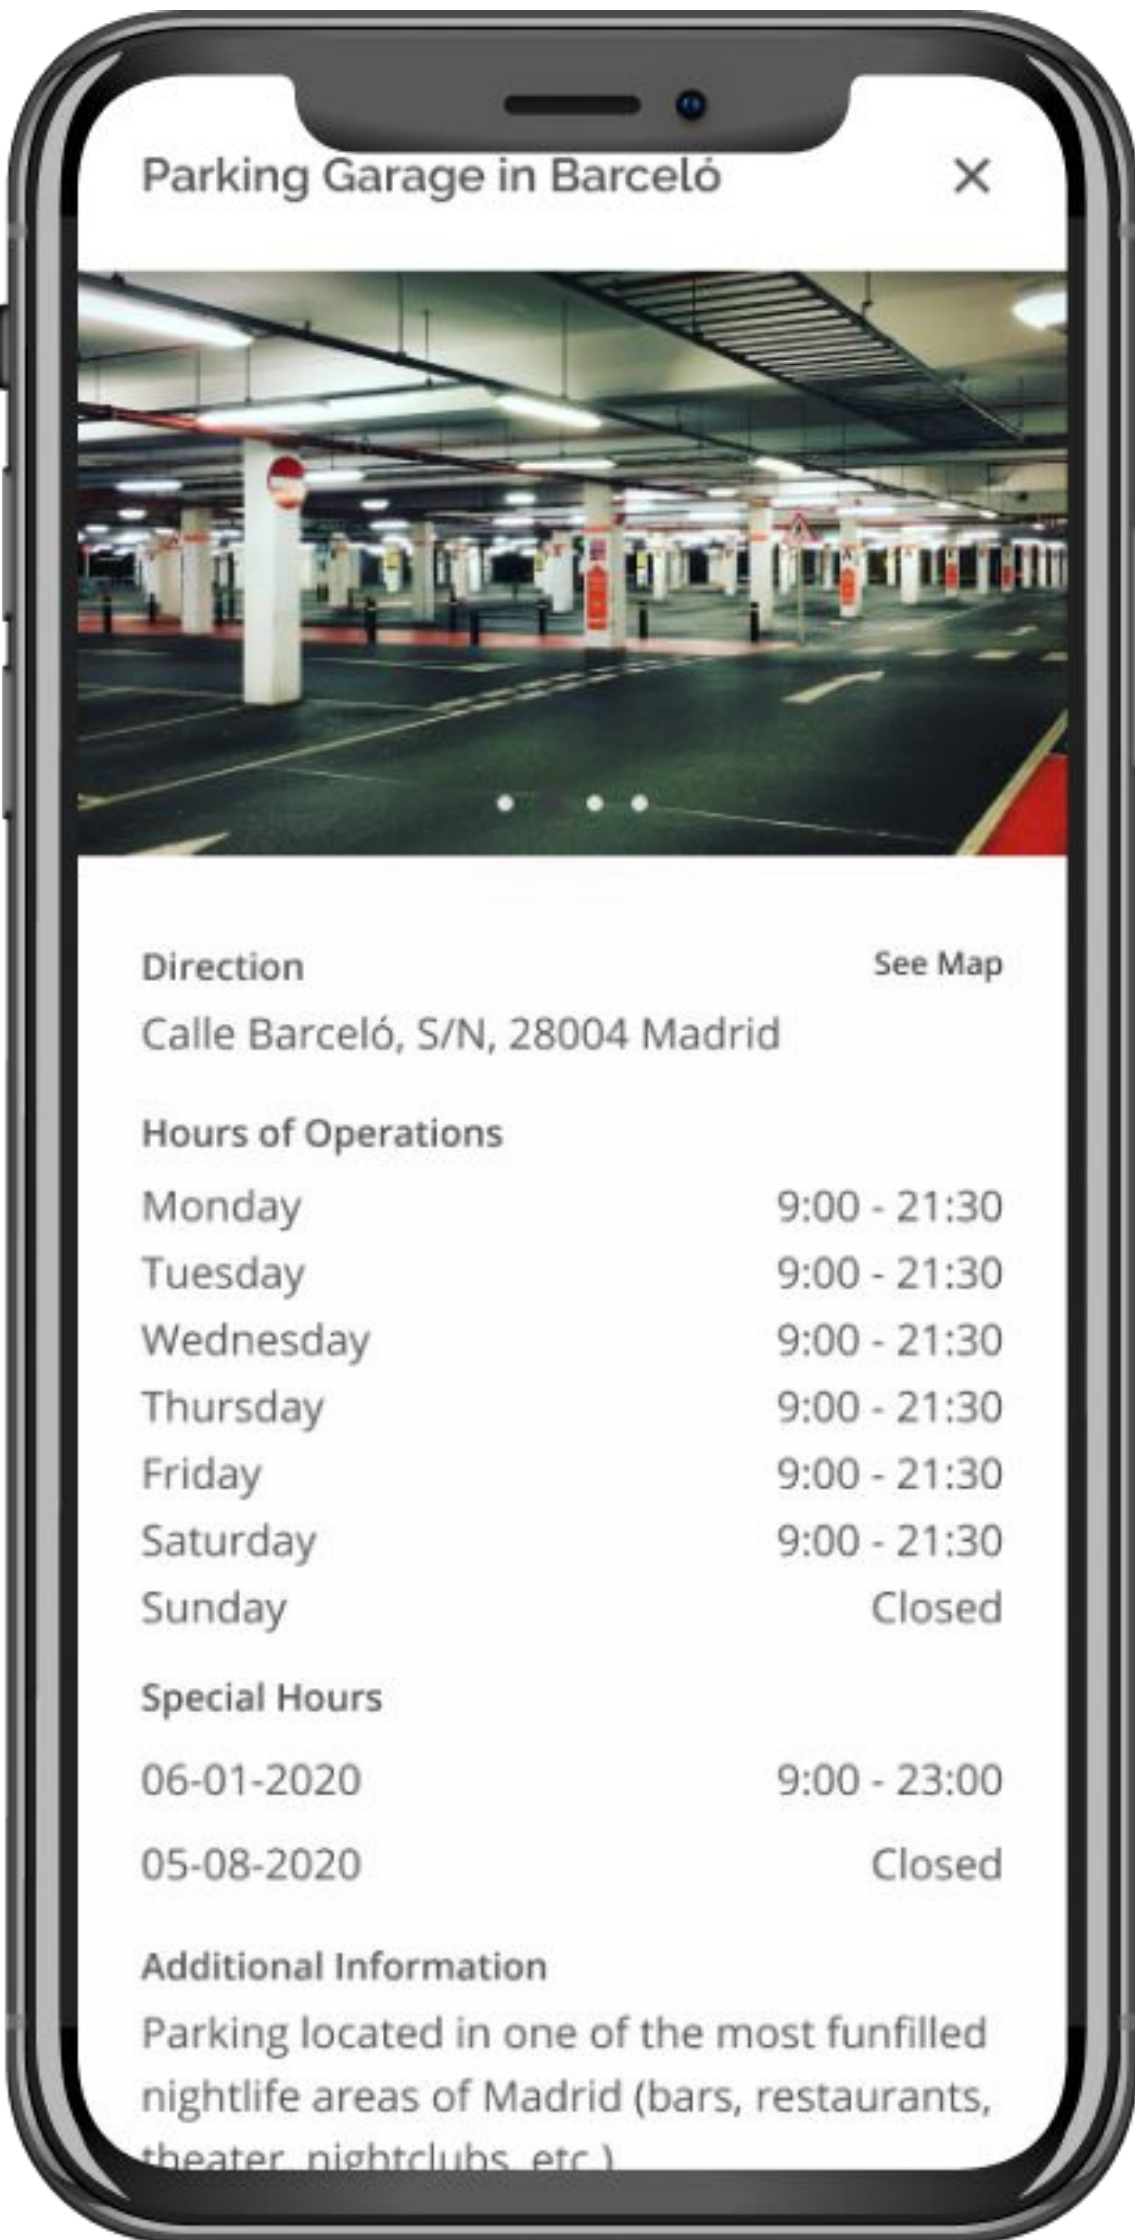 Parking Garage in Barceló
Direction
See Map
Calle Barceló, S/N, 28004 Madrid
Hours of Operations
Monday 9:00 - 21:30
Tuesday 9:00 - 21:30
Wednesday 9:00 - 21:30
Thursday 9:00 - 21:30
Friday 9:00 - 21:30
Saturday 9:00 - 21:30
Sunday Closed
Special Hours
06-01-2020 9:00 - 23:00
05-08-2020 Closed
Additional Information
Parking located in one of the most funfilled
nightlife areas of Madrid (bars, restaurants,
theater, nightclubs, etc.)